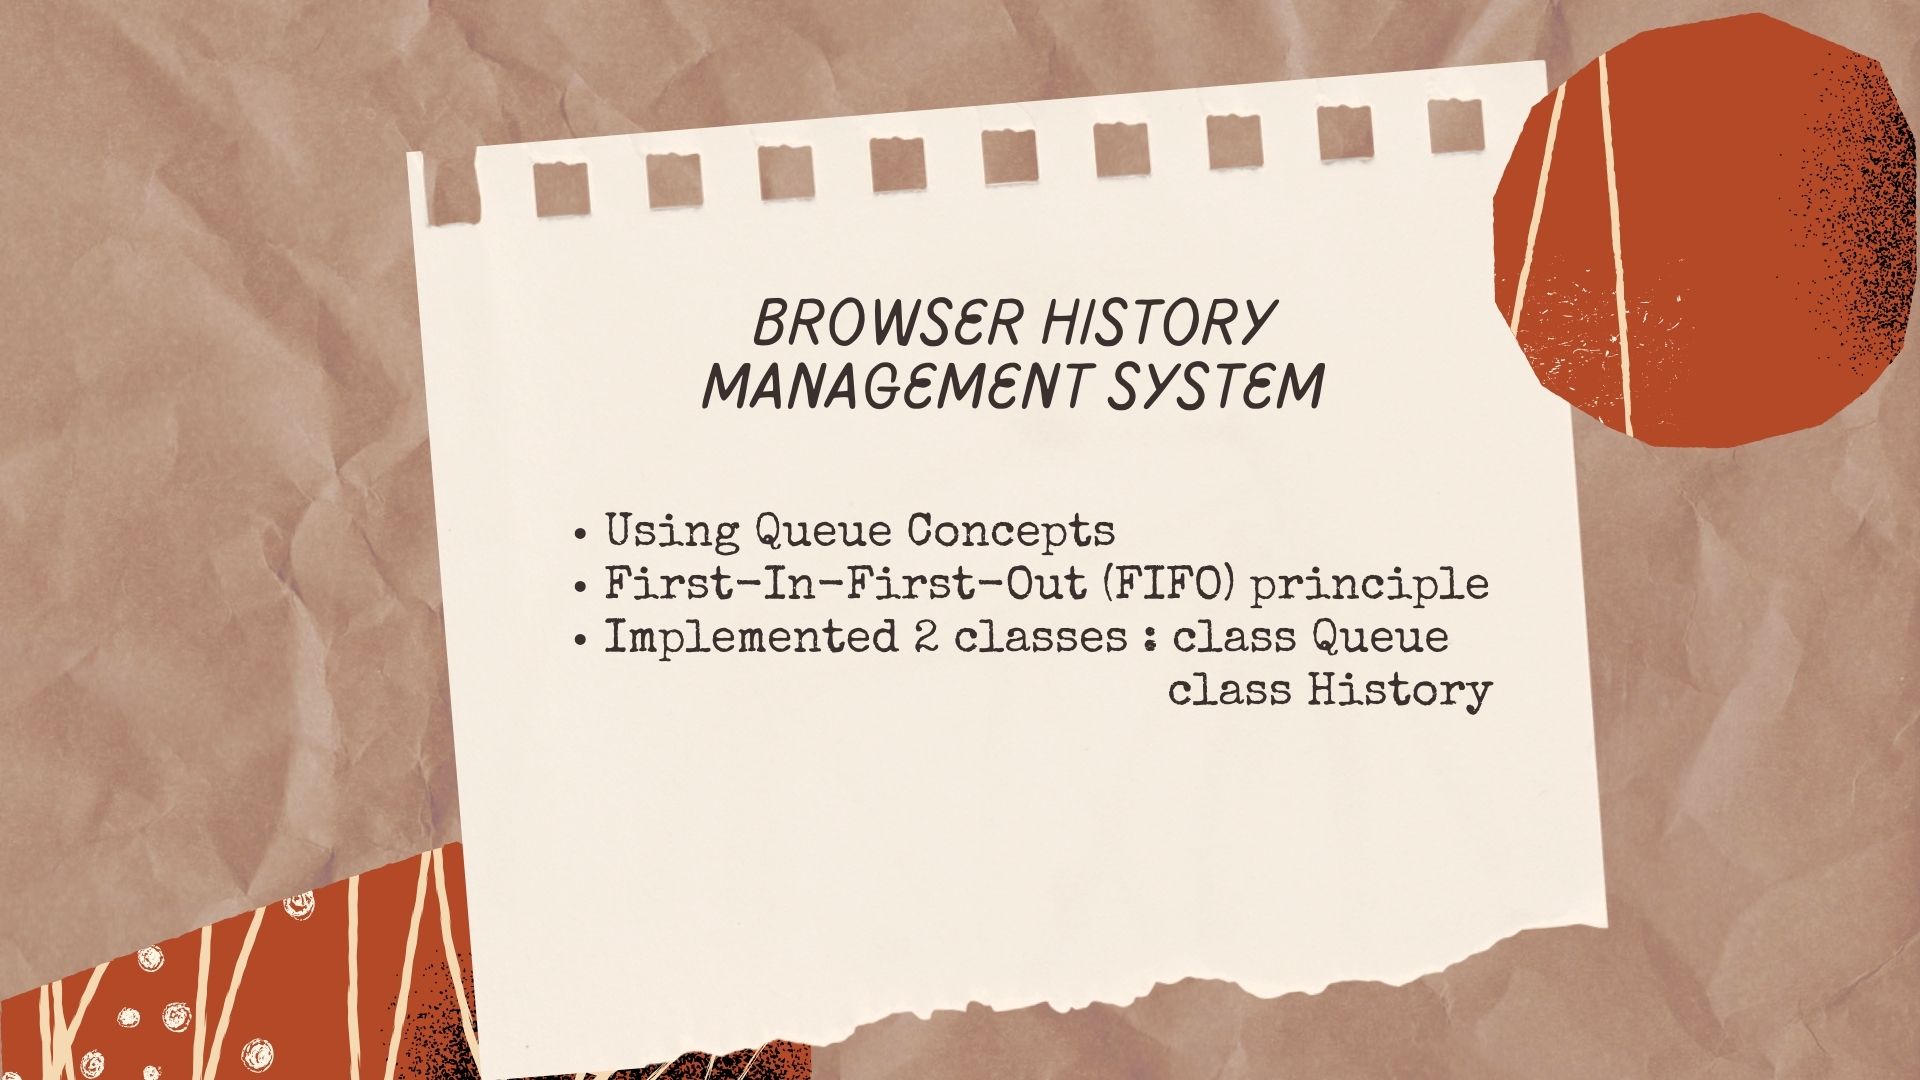 BROWSER HISTORY
MANAGEMENT SYSTEM
• Using Queue Concepts
• First-In-First-Out (FIFO) principle
• Implemented 2 classes : class Queue
class History